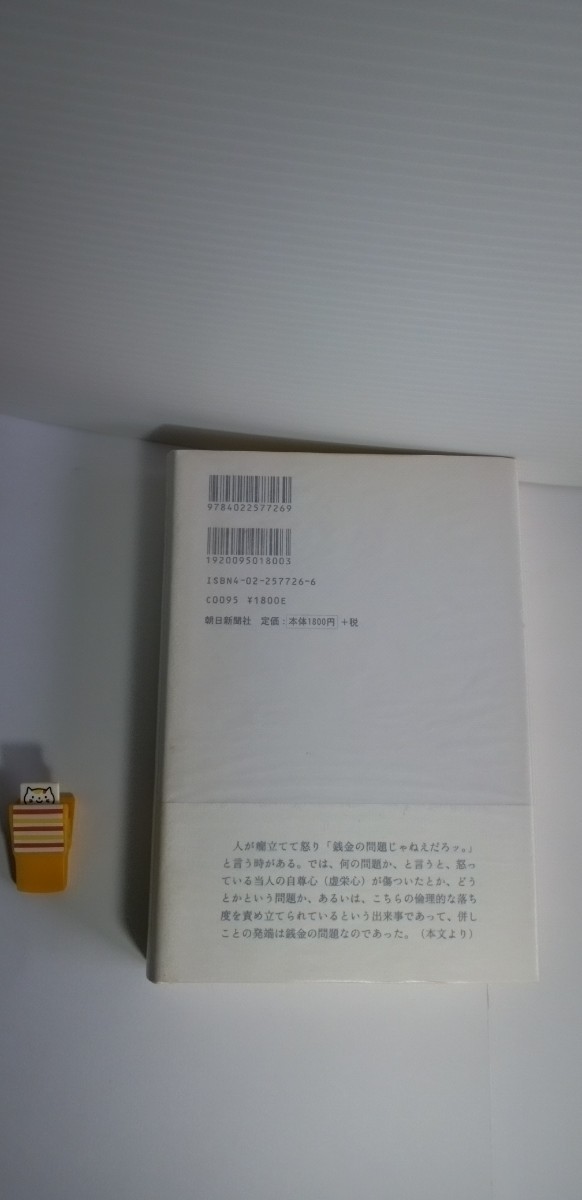 9784022577269
1920095018003
ISBN4-02-257726-6
C0095 ¥1800E
朝日新聞社 定価：本体1800円＋税
人が癇立てて怒り「銭金の問題じゃねえだろッ。」
と言う時がある。では、何の問題か、と言うと、怒っ
ている当人の自尊心（虚栄心）が傷ついたとか、どう
とかという問題か、あるいは、こちらの倫理的な落ち
度を責め立てられているという出来事であって、併し
ことの発端は銭金の問題なのであった。（本文より）